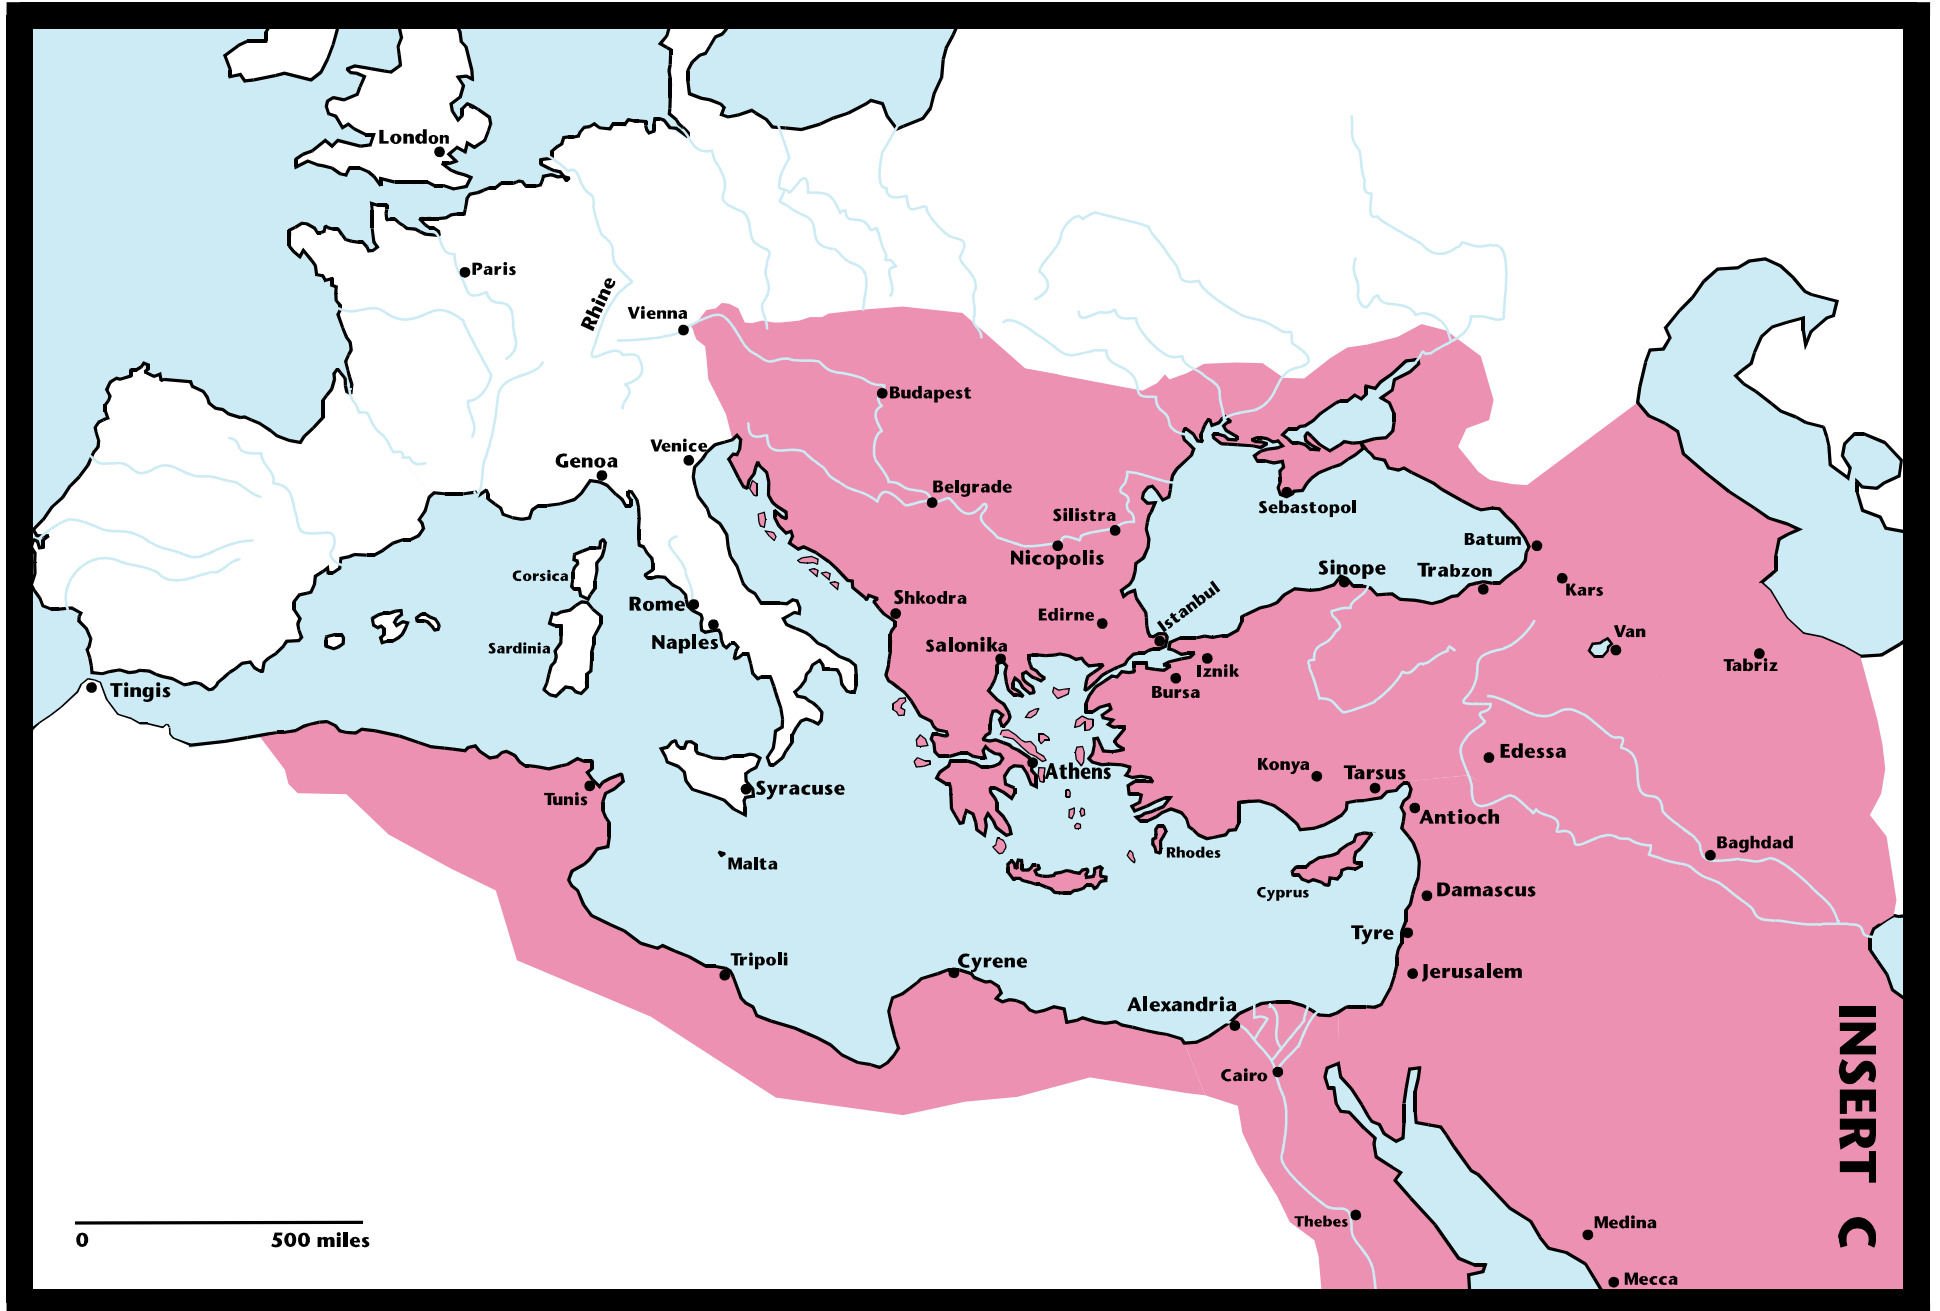 London
Paris
Rhine
Vienna
Budapest
Venice
Genoa
Belgrade
Silistra
Sebastopol
Nicopolis
Batum
Sinope
Trabzon
Corsica
Kars
Rome
Shkodra
Edirne
Istanbul
Naples
Salonika
Sardinia
Van
Iznik
Tabriz
Tingis
Bursa
Edessa
Konya
Tarsus
Athens
Syracuse
Tunis
Antioch
Baghdad
Malta
Rhodes
Cyprus
Damascus
Tyre
Tripoli
Cyrene
Jerusalem
Alexandria
Cairo
INSERT C
Thebes
Medina
0 500 miles
Mecca